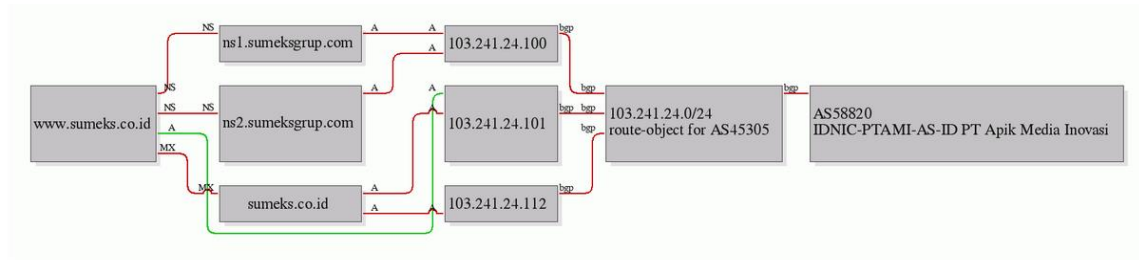 www.sumeks.co.id
NS
NS
A
MX
NS
NS
MX
ns1.sumeksgrup.com
ns2.sumeksgrup.com
sumeks.co.id
A
A
A
A
A
A
A
103.241.24.100
103.241.24.101
103.241.24.112
bgp
bgp
bgp
bgp
bgp
bgp
103.241.24.0/24
route-object for AS45305
bgp
AS58820
IDNIC-PTAMI-AS-ID PT Apik Media Inovasi